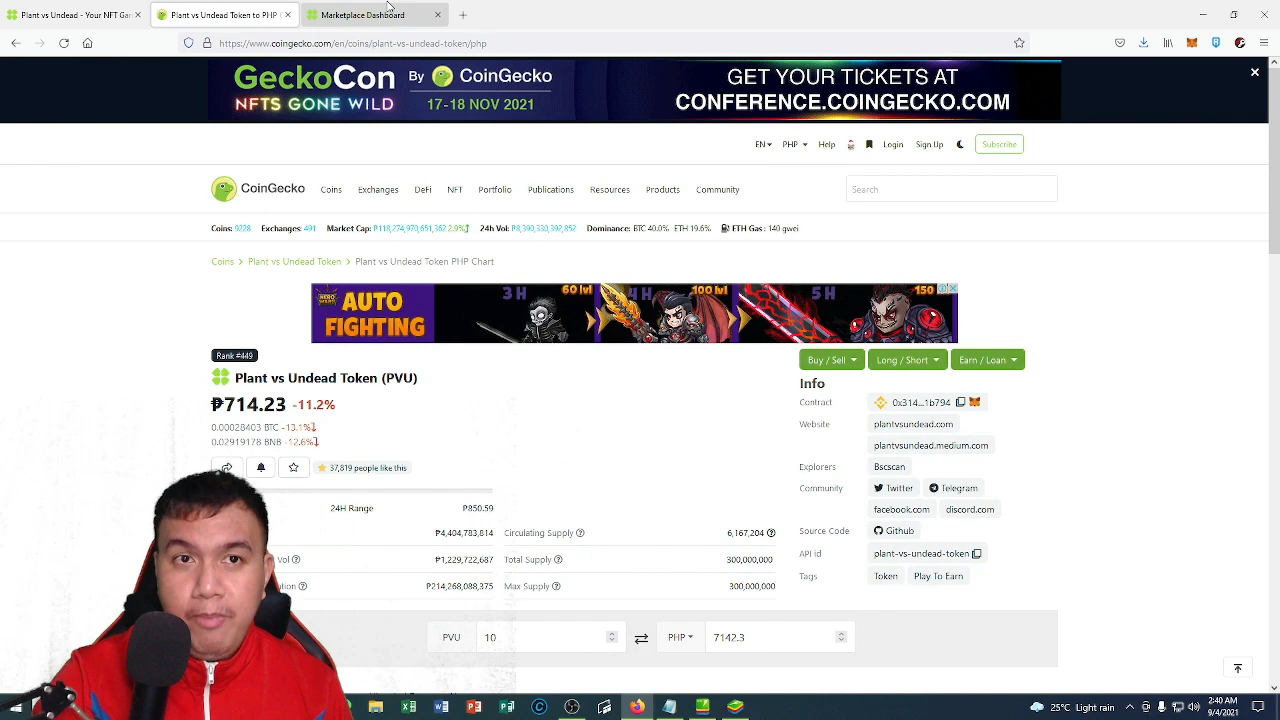 Plant vs Undead - Your NFT Gar
Plant vs Undead Token to PHP C
Marketplace Dashboard
https://www.coingecko.com/en/coins/plant-vs-undead-token/php
GeckoCon By CoinGecko
NFTS GONE WILD 17-18 NOV 2021
GET YOUR TICKETS AT
CONFERENCE.COINGECKO.COM
EN PHP Help Login Sign Up Subscribe
CoinGecko Coins Exchanges DeFi NFT Portfolio Publications Resources Products Community Search
Coins: 9228 Exchanges: 491 Market Cap: ₱118,274,970,651,362 2.9% 24h Vol: ₱8,390,330,392,852 Dominance: BTC 40.0% ETH 19.6% ETH Gas: 140 gwei
Coins > Plant vs Undead Token > Plant vs Undead Token PHP Chart
HERO WARS
AUTO
FIGHTING
3 H 60 lvl 4 H 100 lvl 5 H 150
Rank #449
Plant vs Undead Token (PVU)
₱714.23 -11.2%
0.00028403 BTC -13.1%
0.02919178 BNB -12.6%
37,819 people like this
24H Range ₱850.59
₱4,404,783,814
Vol ₱1,229,722,687
₱214,268,088,375
Circulating Supply 6,167,204
Total Supply 300,000,000
Max Supply 300,000,000
Buy / Sell Long / Short Earn / Loan
Info
Contract 0x314...1b794
Website plantvsundead.com
plantvsundead.medium.com
Explorers Bscscan
Community Twitter Telegram
facebook.com discord.com
Source Code Github
API id plant-vs-undead-token
Tags Token Play To Earn
PVU 10 PHP 7142.3
25°C Light rain
2:40 AM
9/4/2021